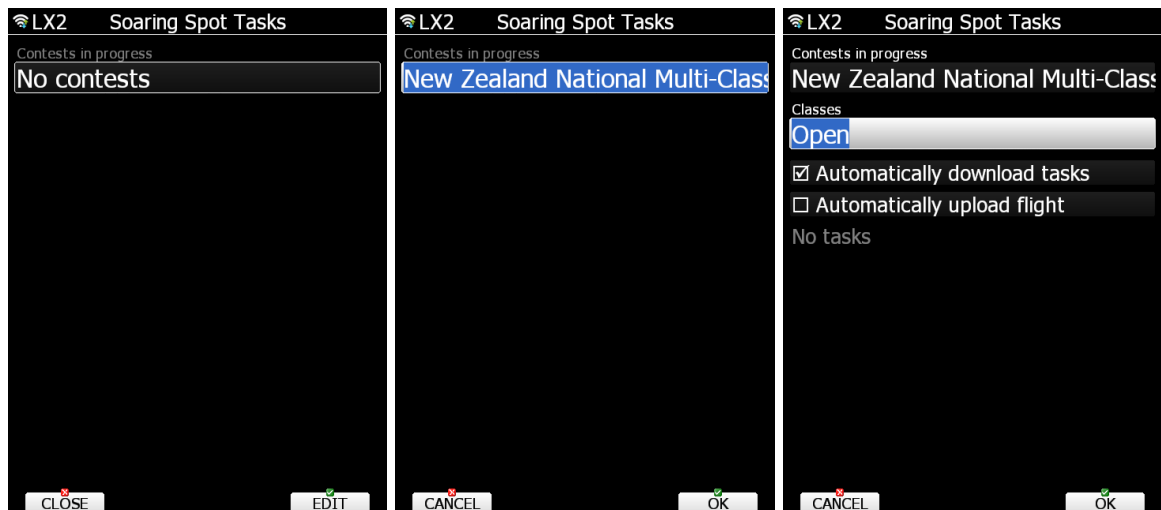 LX2 Soaring Spot Tasks
Contests in progress
No contests
CLOSE EDIT
LX2 Soaring Spot Tasks
Contests in progress
New Zealand National Multi-Class
CANCEL OK
LX2 Soaring Spot Tasks
Contests in progress
New Zealand National Multi-Class
Classes
Open
Automatically download tasks
Automatically upload flight
No tasks
CANCEL OK